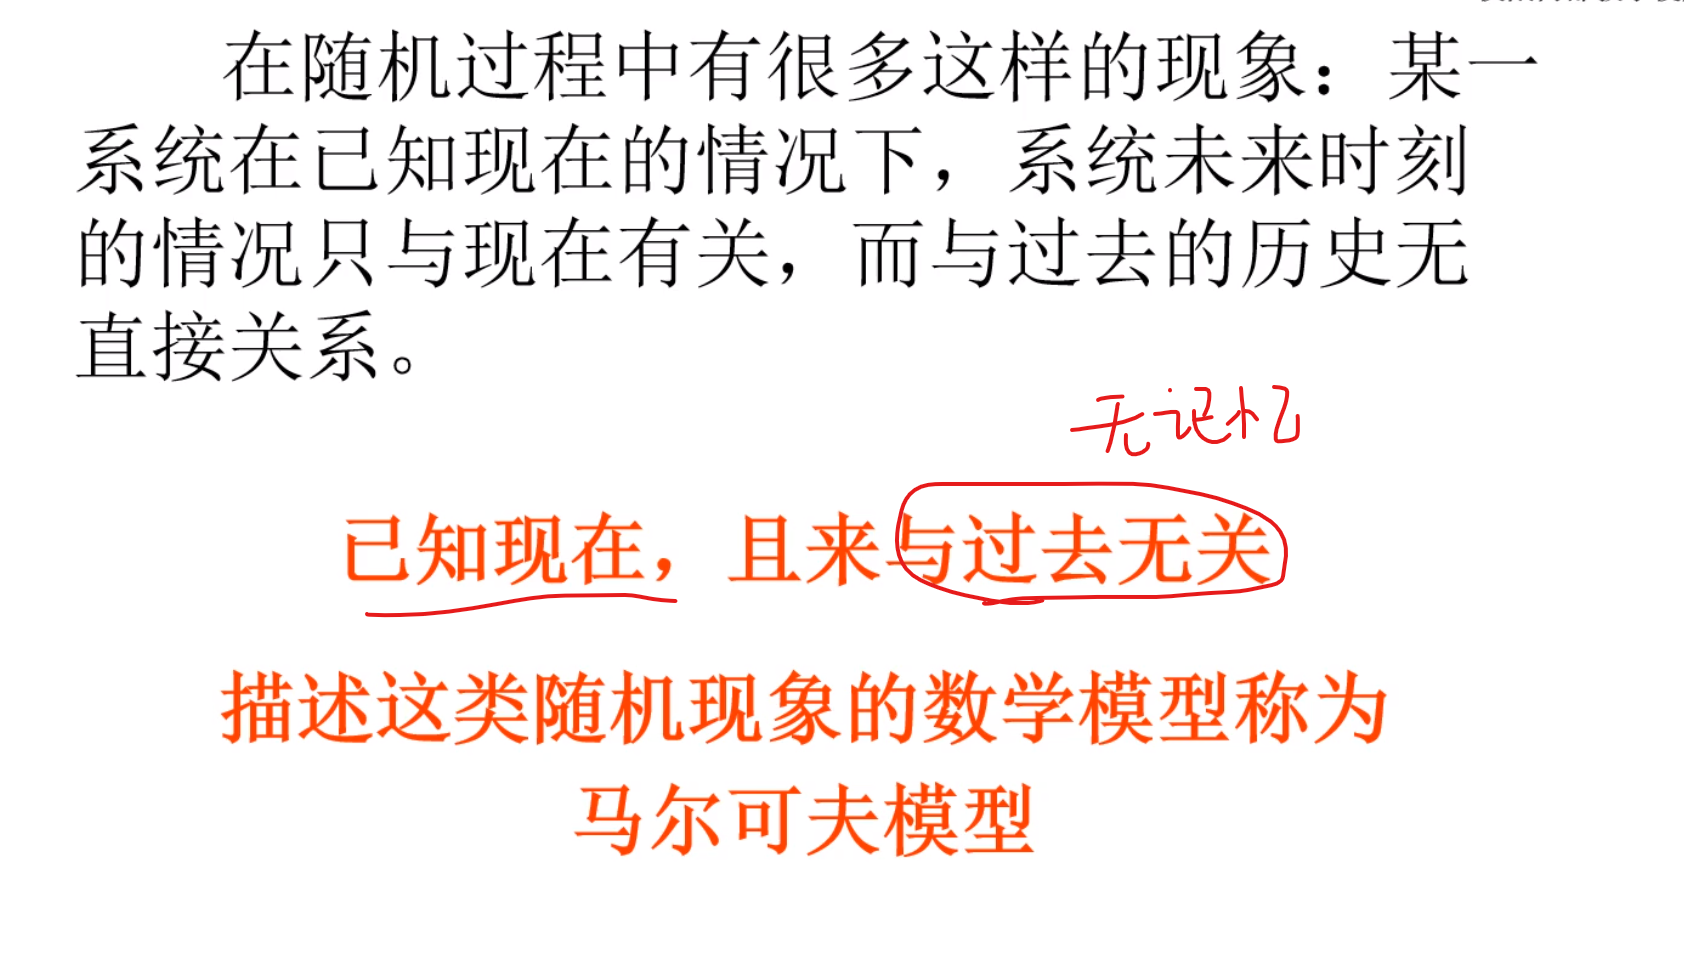 在随机过程中有很多这样的现象：某一
系统在已知现在的情况下，系统未来时刻
的情况只与现在有关，而与过去的历史无
直接关系。
无记忆
已知现在，且来与过去无关
描述这类随机现象的数学模型称为
马尔可夫模型